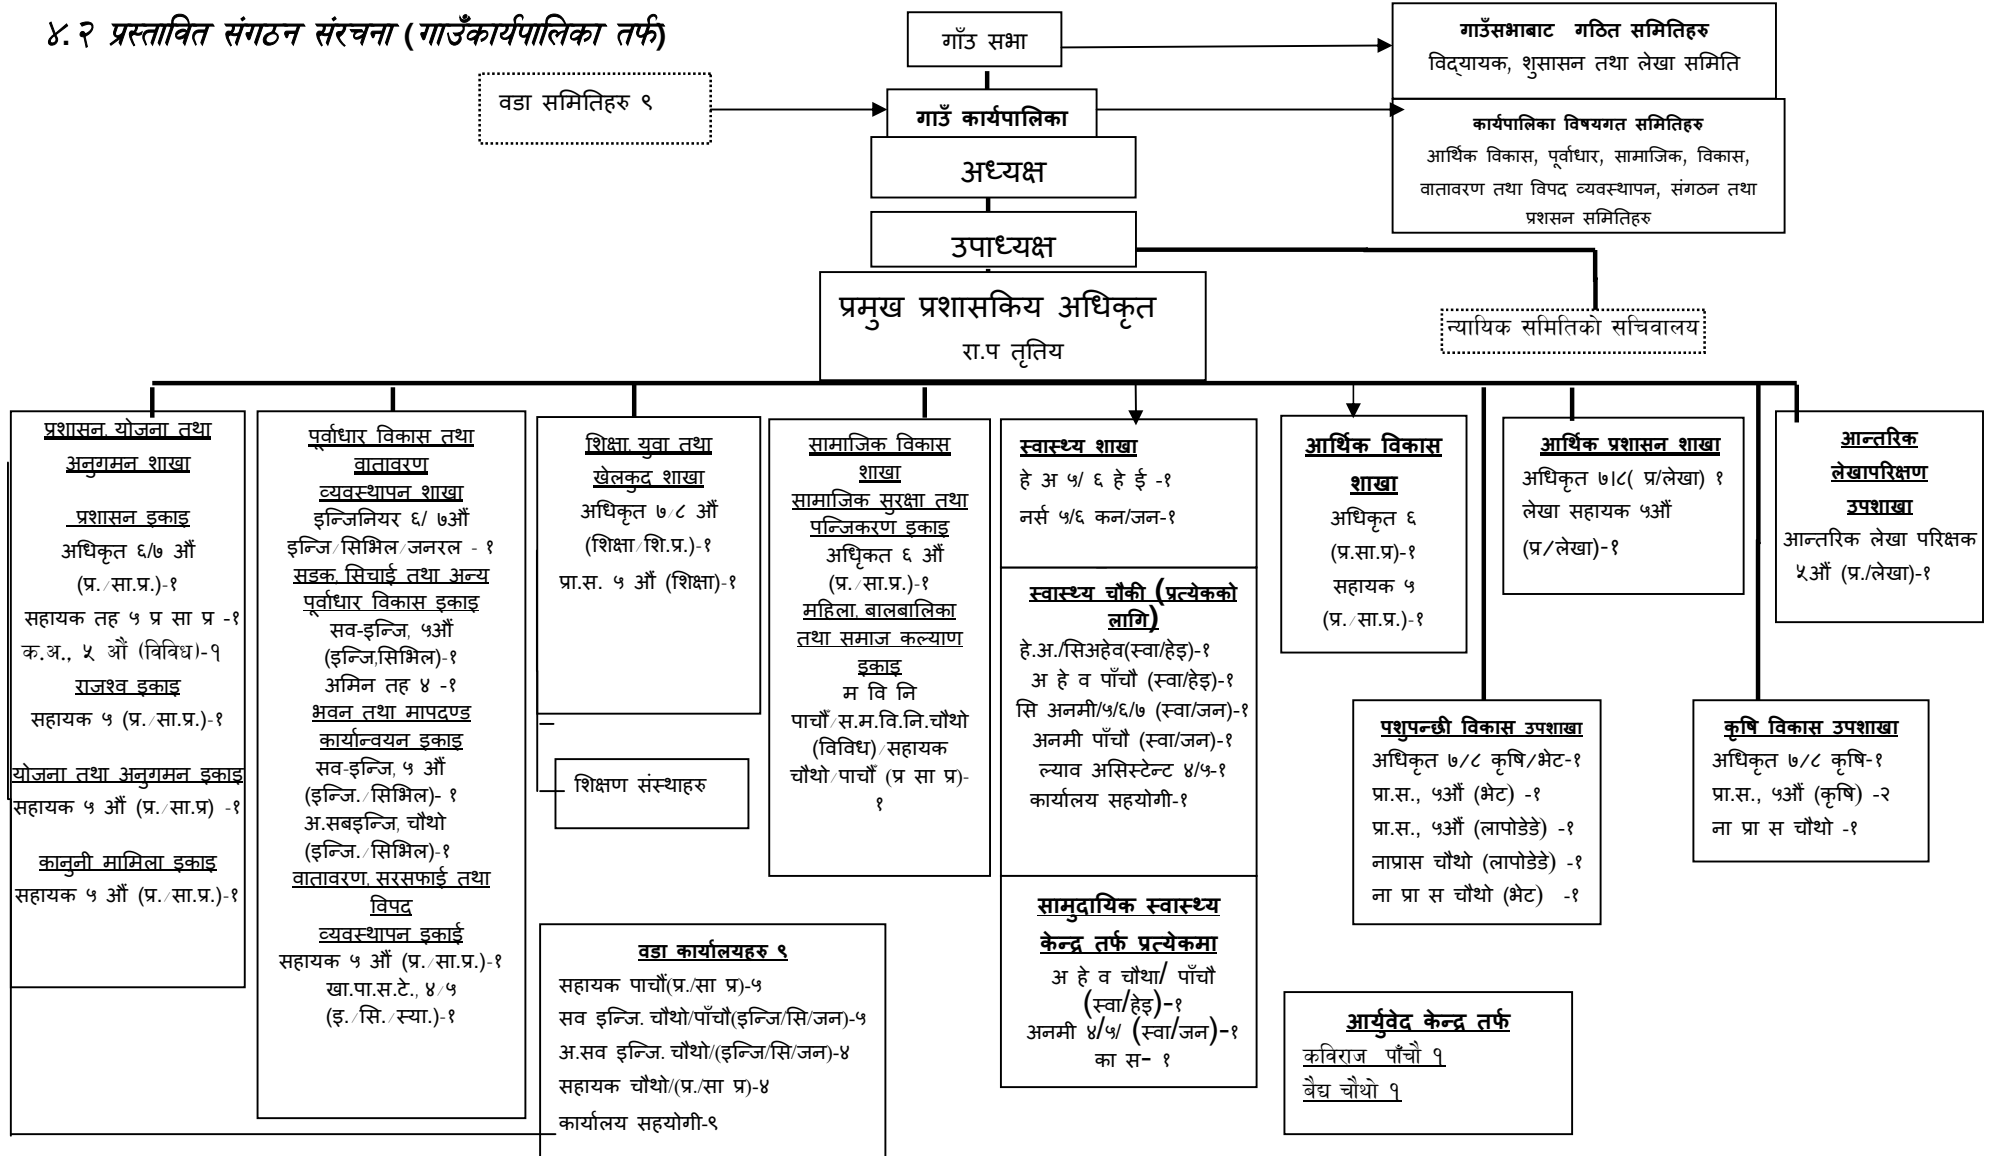 ४.२ प्रस्तावित संगठन संरचना (गाउँकार्यपालिका तर्फ)
गाँउ सभा
गाउँसभाबाट गठित समितिहरु
विद्यायक, शुसासन तथा लेखा समिति
वडा समितिहरु ९
गाउँ कार्यपालिका
कार्यपालिका विषयगत समितिहरु
आर्थिक विकास, पूर्वाधार, सामाजिक, विकास,
वातावरण तथा विपद व्यवस्थापन, संगठन तथा
प्रशसन समितिहरु
अध्यक्ष
उपाध्यक्ष
प्रमुख प्रशासकिय अधिकृत
रा.प तृतिय
न्यायिक समितिको सचिवालय
प्रशासन, योजना तथा
अनुगमन शाखा
प्रशासन इकाइ
अधिकृत ६/७ औं
(प्र./सा.प्र.)-१
सहायक तह ५ प्र सा प्र -१
क.अ., ५ औं (विविध)-१
राजश्व इकाइ
सहायक ५ (प्र./सा.प्र.)-१
योजना तथा अनुगमन इकाइ
सहायक ५ औं (प्र./सा.प्र) -१
कानुनी मामिला इकाइ
सहायक ५ औं (प्र./सा.प्र.)-१
पूर्वाधार विकास तथा
वातावरण
व्यवस्थापन शाखा
इन्जिनियर ६/ ७औं
इन्जि/सिभिल/जनरल - १
सडक, सिचाई तथा अन्य
पूर्वाधार विकास इकाइ
सव-इन्जि, ५औं
(इन्जि,सिभिल)-१
अमिन तह ४ -१
भवन तथा मापदण्ड
कार्यान्वयन इकाइ
सव-इन्जि, ५ औं
(इन्जि./सिभिल)- १
अ.सबइन्जि, चौथो
(इन्जि./सिभिल)-१
वातावरण, सरसफाई तथा
विपद
व्यवस्थापन इकाई
सहायक ५ औं (प्र./सा.प्र.)-१
खा.पा.स.टे., ४/५
(इ./सि./स्या.)-१
शिक्षा, युवा तथा
खेलकुद शाखा
अधिकृत ७/८ औं
(शिक्षा/शि.प्र.)-१
प्रा.स. ५ औं (शिक्षा)-१
शिक्षण संस्थाहरु
सामाजिक विकास
शाखा
सामाजिक सुरक्षा तथा
पन्जिकरण इकाइ
अधिृकत ६ औं
(प्र./सा.प्र.)-१
महिला, बालबालिका
तथा समाज कल्याण
इकाइ
म वि नि
पाचौँ/स.म.वि.नि.चौथो
(विविध)/सहायक
चौथो/पाचौँ (प्र सा प्र)-
१
वडा कार्यालयहरु ९
सहायक पाचौं(प्र./सा प्र)-५
सव इन्जि. चौथो/पाँचौ(इन्जि/सि/जन)-५
अ.सव इन्जि. चौथो/(इन्जि/सि/जन)-४
सहायक चौथो/(प्र./सा प्र)-४
कार्यालय सहयोगी-९
स्वास्थ्य शाखा
हे अ ५/ ६ हे ई -१
नर्स ५/६ कन/जन-१
स्वास्थ्य चौकी (प्रत्येकको
लागि)
हे.अ./सिअहेव(स्वा/हेइ)-१
अ हे व पाँचौ (स्वा/हेइ)-१
सि अनमी/५/६/७ (स्वा/जन)-१
अनमी पाँचौ (स्वा/जन)-१
ल्याव असिस्टेन्ट ४/५-१
कार्यालय सहयोगी-१
सामुदायिक स्वास्थ्य
केन्द्र तर्फ प्रत्येकमा
अ हे व चौथा/ पाँचौ
(स्वा/हेइ)-१
अनमी ४/५/ (स्वा/जन)-१
का स- १
आर्थिक विकास
शाखा
अधिकृत ६
(प्र.सा.प्र)-१
सहायक ५
(प्र./सा.प्र.)-१
आर्थिक प्रशासन शाखा
अधिकृत ७।८( प्र/लेखा) १
लेखा सहायक ५औं
(प्र/लेखा)-१
आन्तरिक
लेखापरिक्षण
उपशाखा
आन्तरिक लेखा परिक्षक
५औं (प्र./लेखा)-१
पशुपन्छी विकास उपशाखा
अधिकृत ७/८ कृषि/भेट-१
प्रा.स., ५औं (भेट) -१
प्रा.स., ५औं (लापोडेडे) -१
नाप्रास चौथो (लापोडेडे) -१
ना प्रा स चौथो (भेट) -१
कृषि विकास उपशाखा
अधिकृत ७/८ कृषि-१
प्रा.स., ५औं (कृषि) -२
ना प्रा स चौथो -१
आर्युवेद केन्द्र तर्फ
कविराज पाँचौ १
बैद्य चौथो १